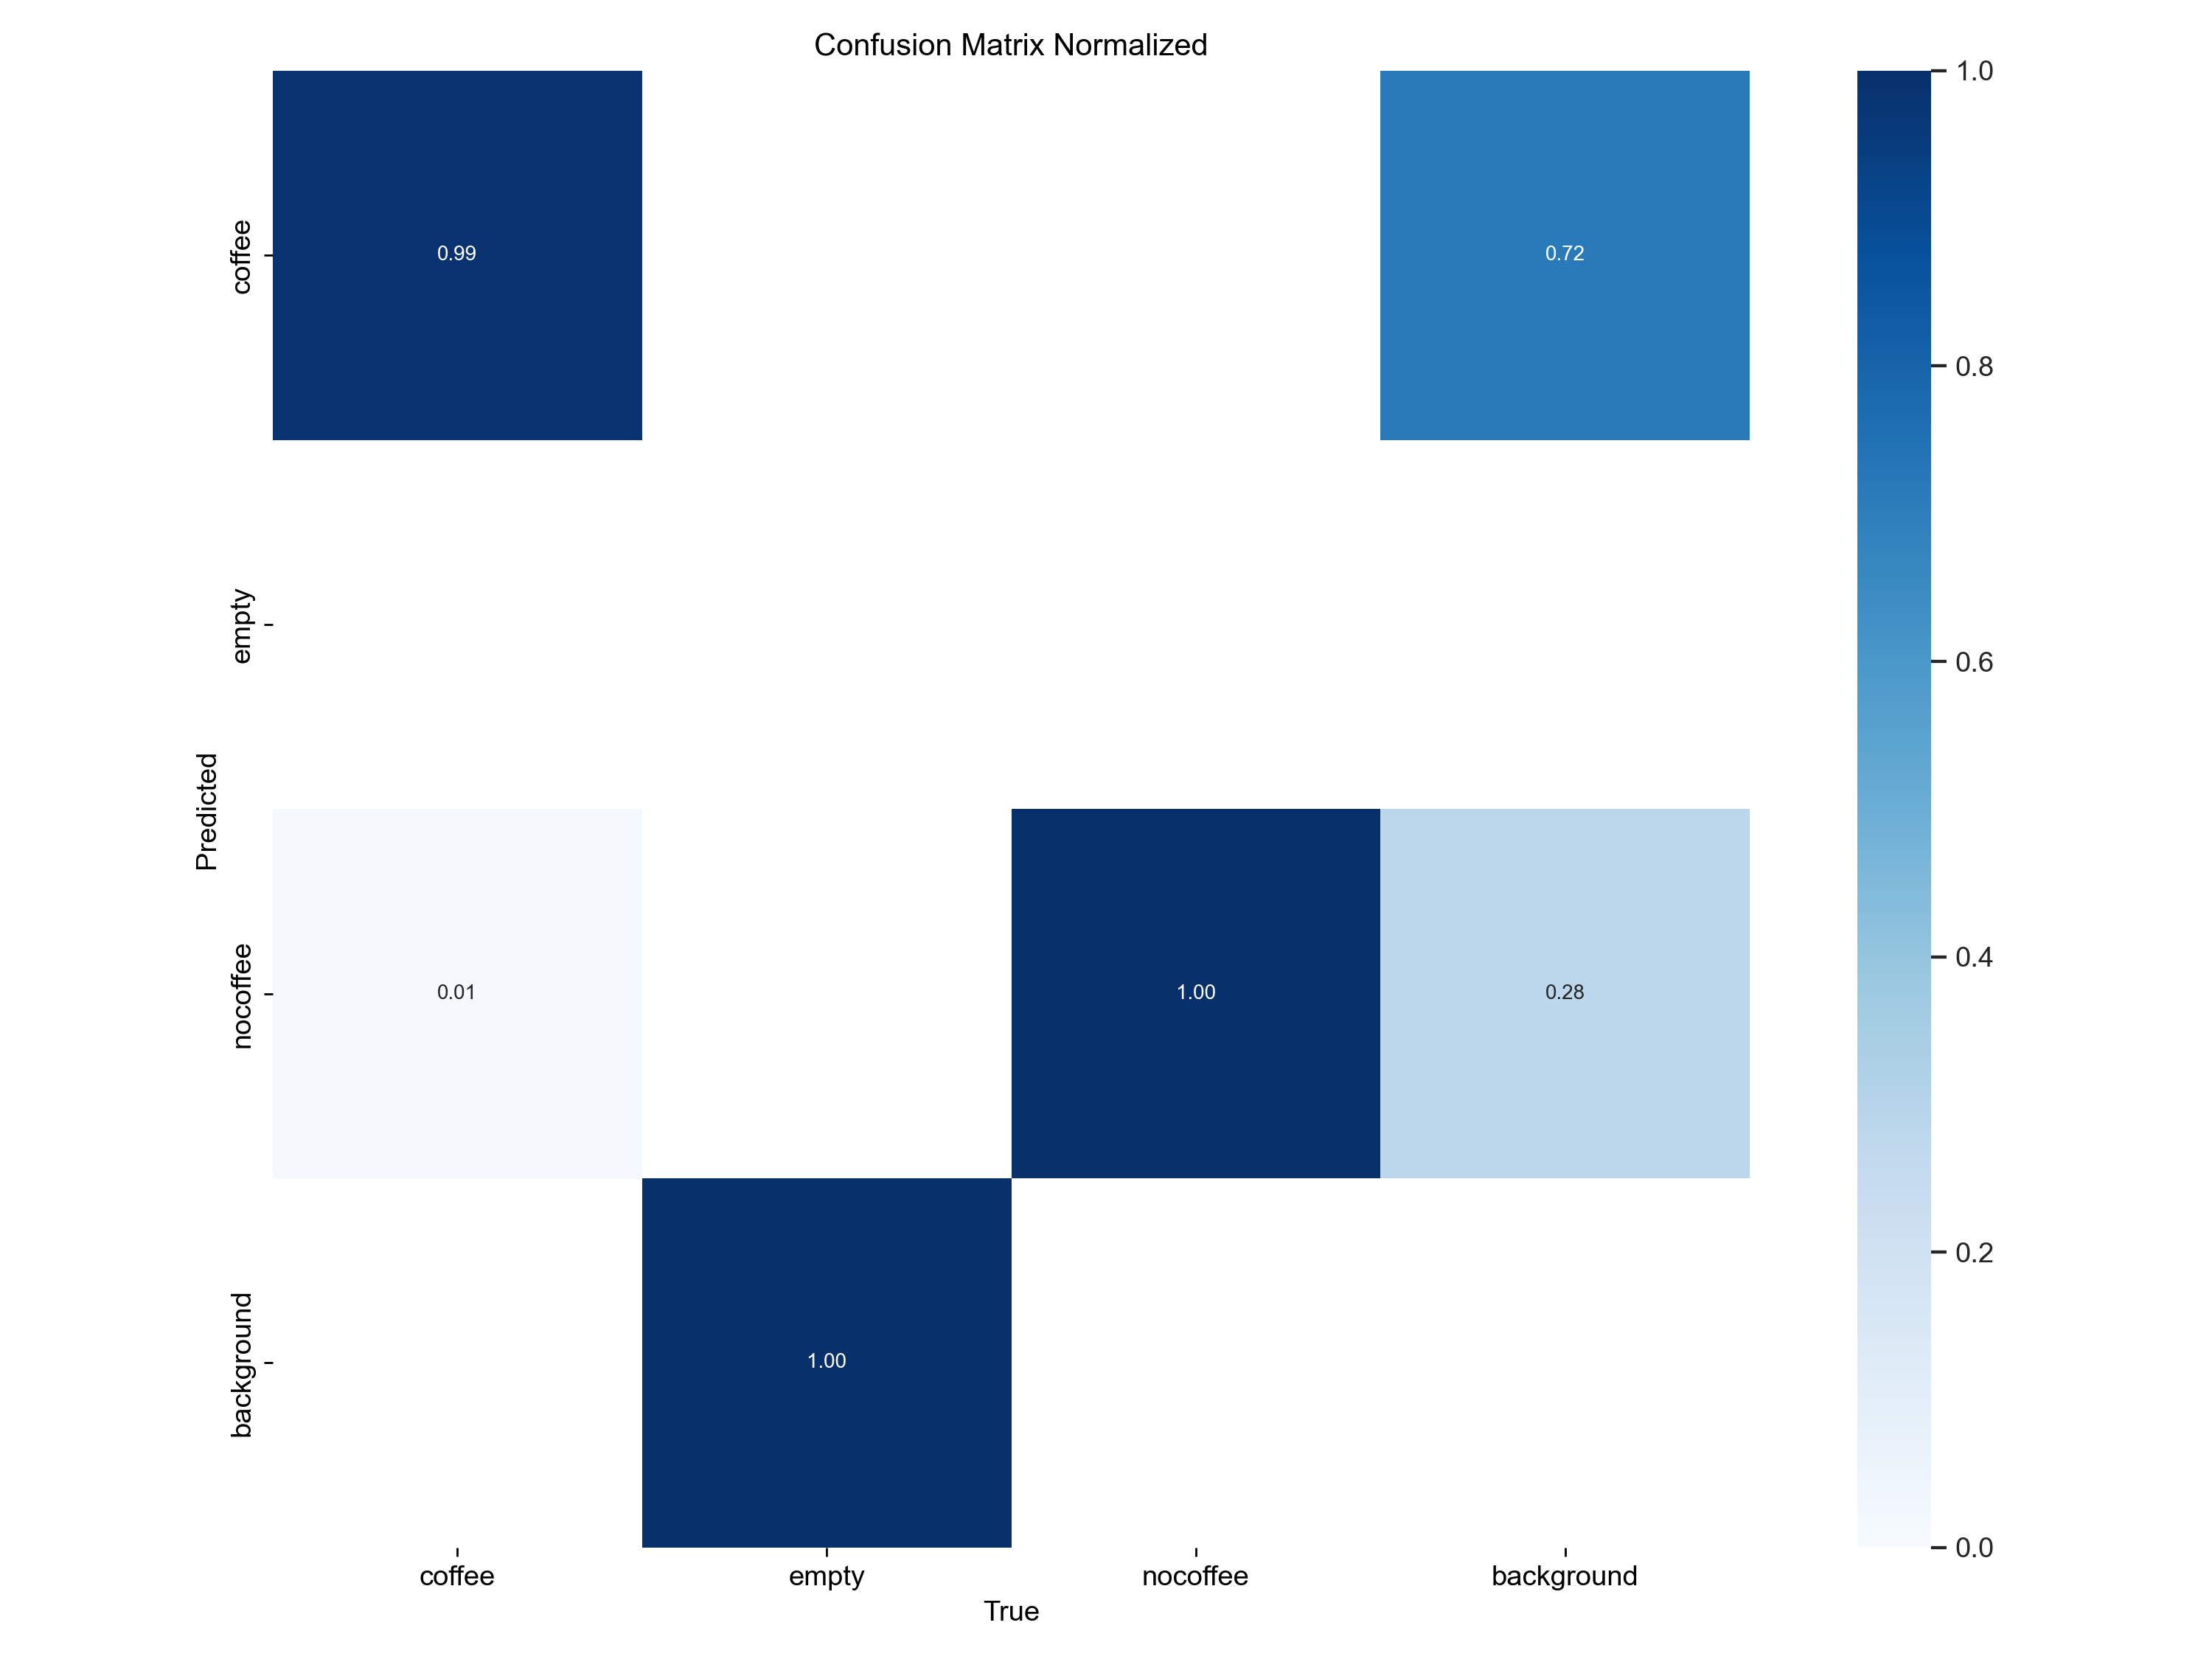 Confusion Matrix Normalized
coffee
empty
nocoffee
background
Predicted
0.99
0.72
0.01
1.00
0.28
1.00
coffee
empty
nocoffee
background
True
1.0
0.8
0.6
0.4
0.2
0.0